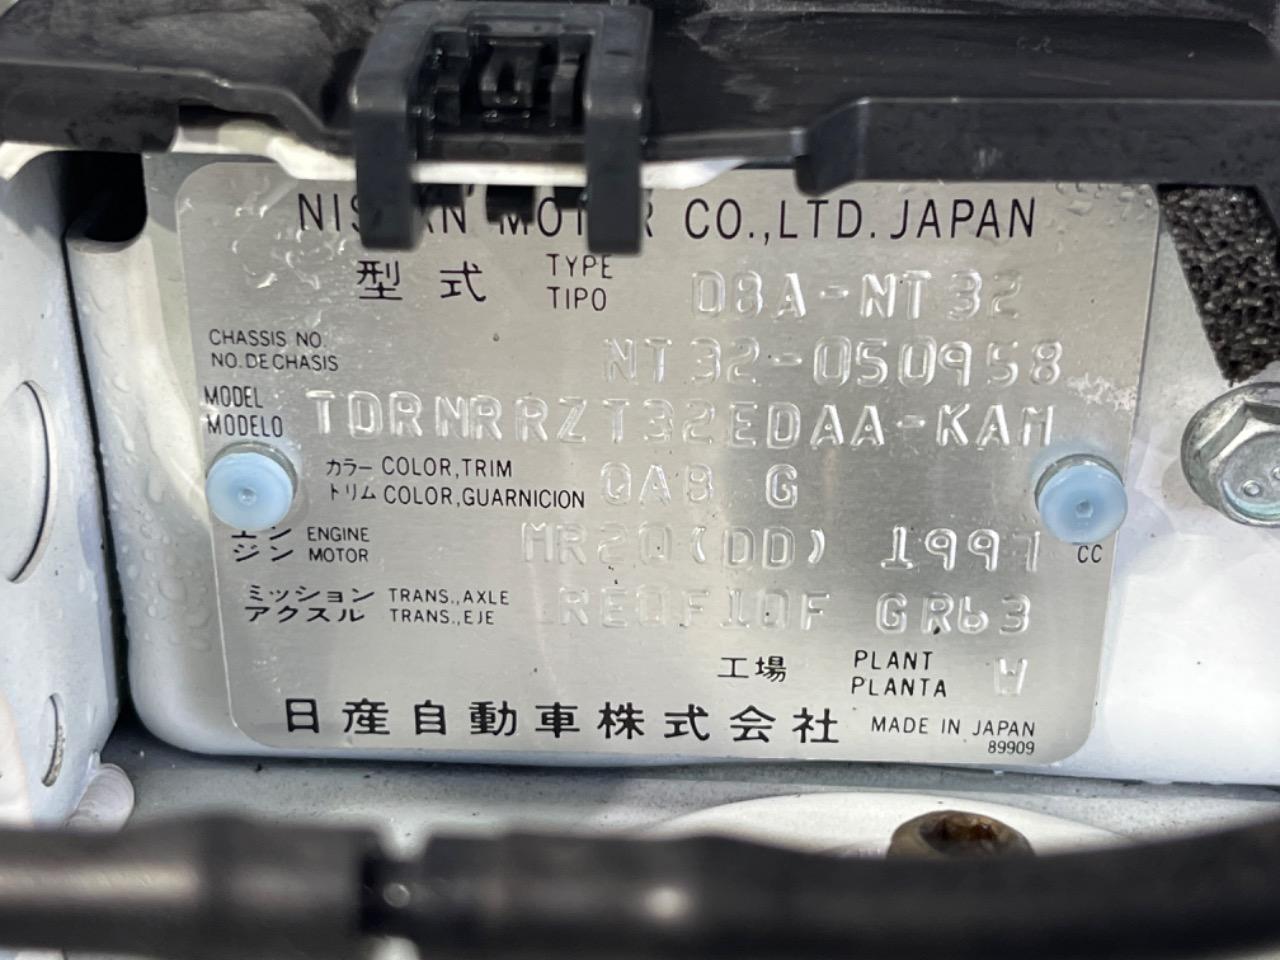 NISSAN MOTOR CO.,LTD. JAPAN
型式 TYPE TIPO DBA-NT32
CHASSIS NO. NO. DE CHASIS NT32-050958
MODEL MODELO TDRNRRZT32EDAA-KAM
カラー COLOR,TRIM
トリム COLOR,GUARNICION QAB G
エン ENGINE
ジン MOTOR MR20(DD) 1997 CC
ミッション TRANS.,AXLE
アクスル TRANS.,EJE RE0F10F GR63
工場 PLANT PLANTA W
日産自動車株式会社 MADE IN JAPAN
89909